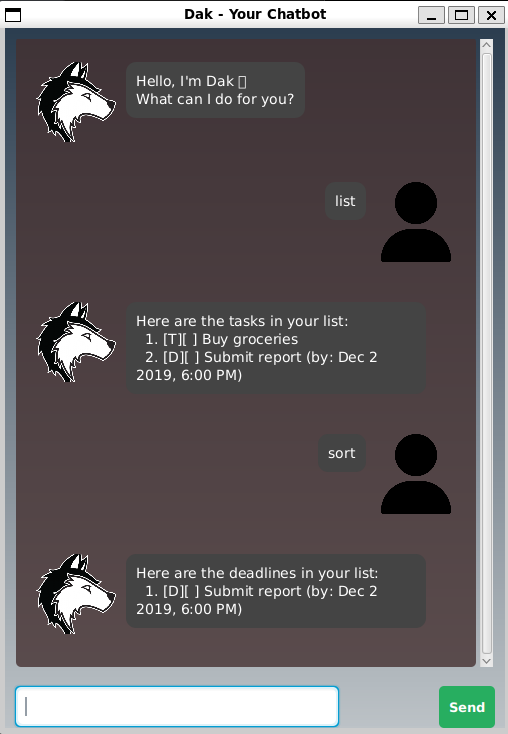 Dak - Your Chatbot
Hello, I'm Dak
What can I do for you?
list
Here are the tasks in your list:
1. [T][ ] Buy groceries
2. [D][ ] Submit report (by: Dec 2
2019, 6:00 PM)
sort
Here are the deadlines in your list:
1. [D][ ] Submit report (by: Dec 2
2019, 6:00 PM)
Send